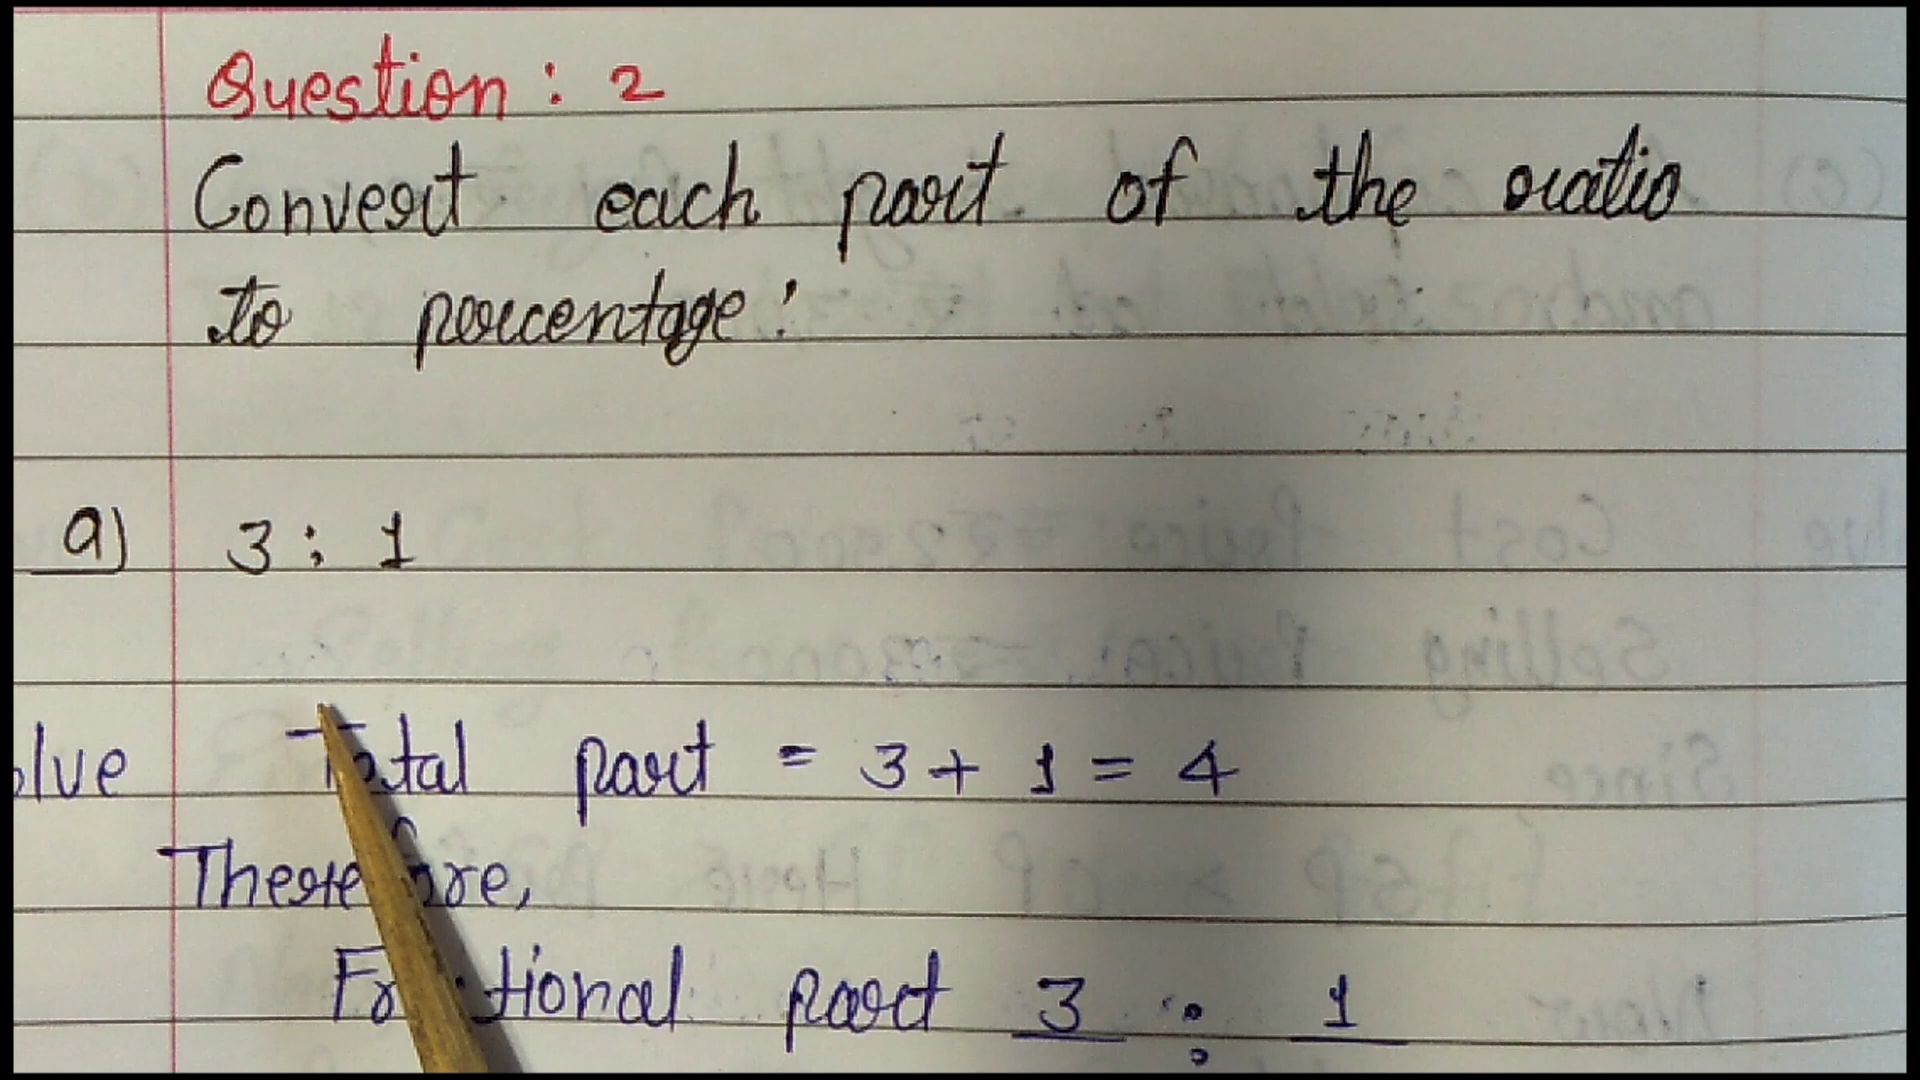 Question : 2
Convert each part of the ratio
to percentage:
a) 3 : 1
olve Total part = 3 + 1 = 4
Therefore,
Fractional part 3 : 1